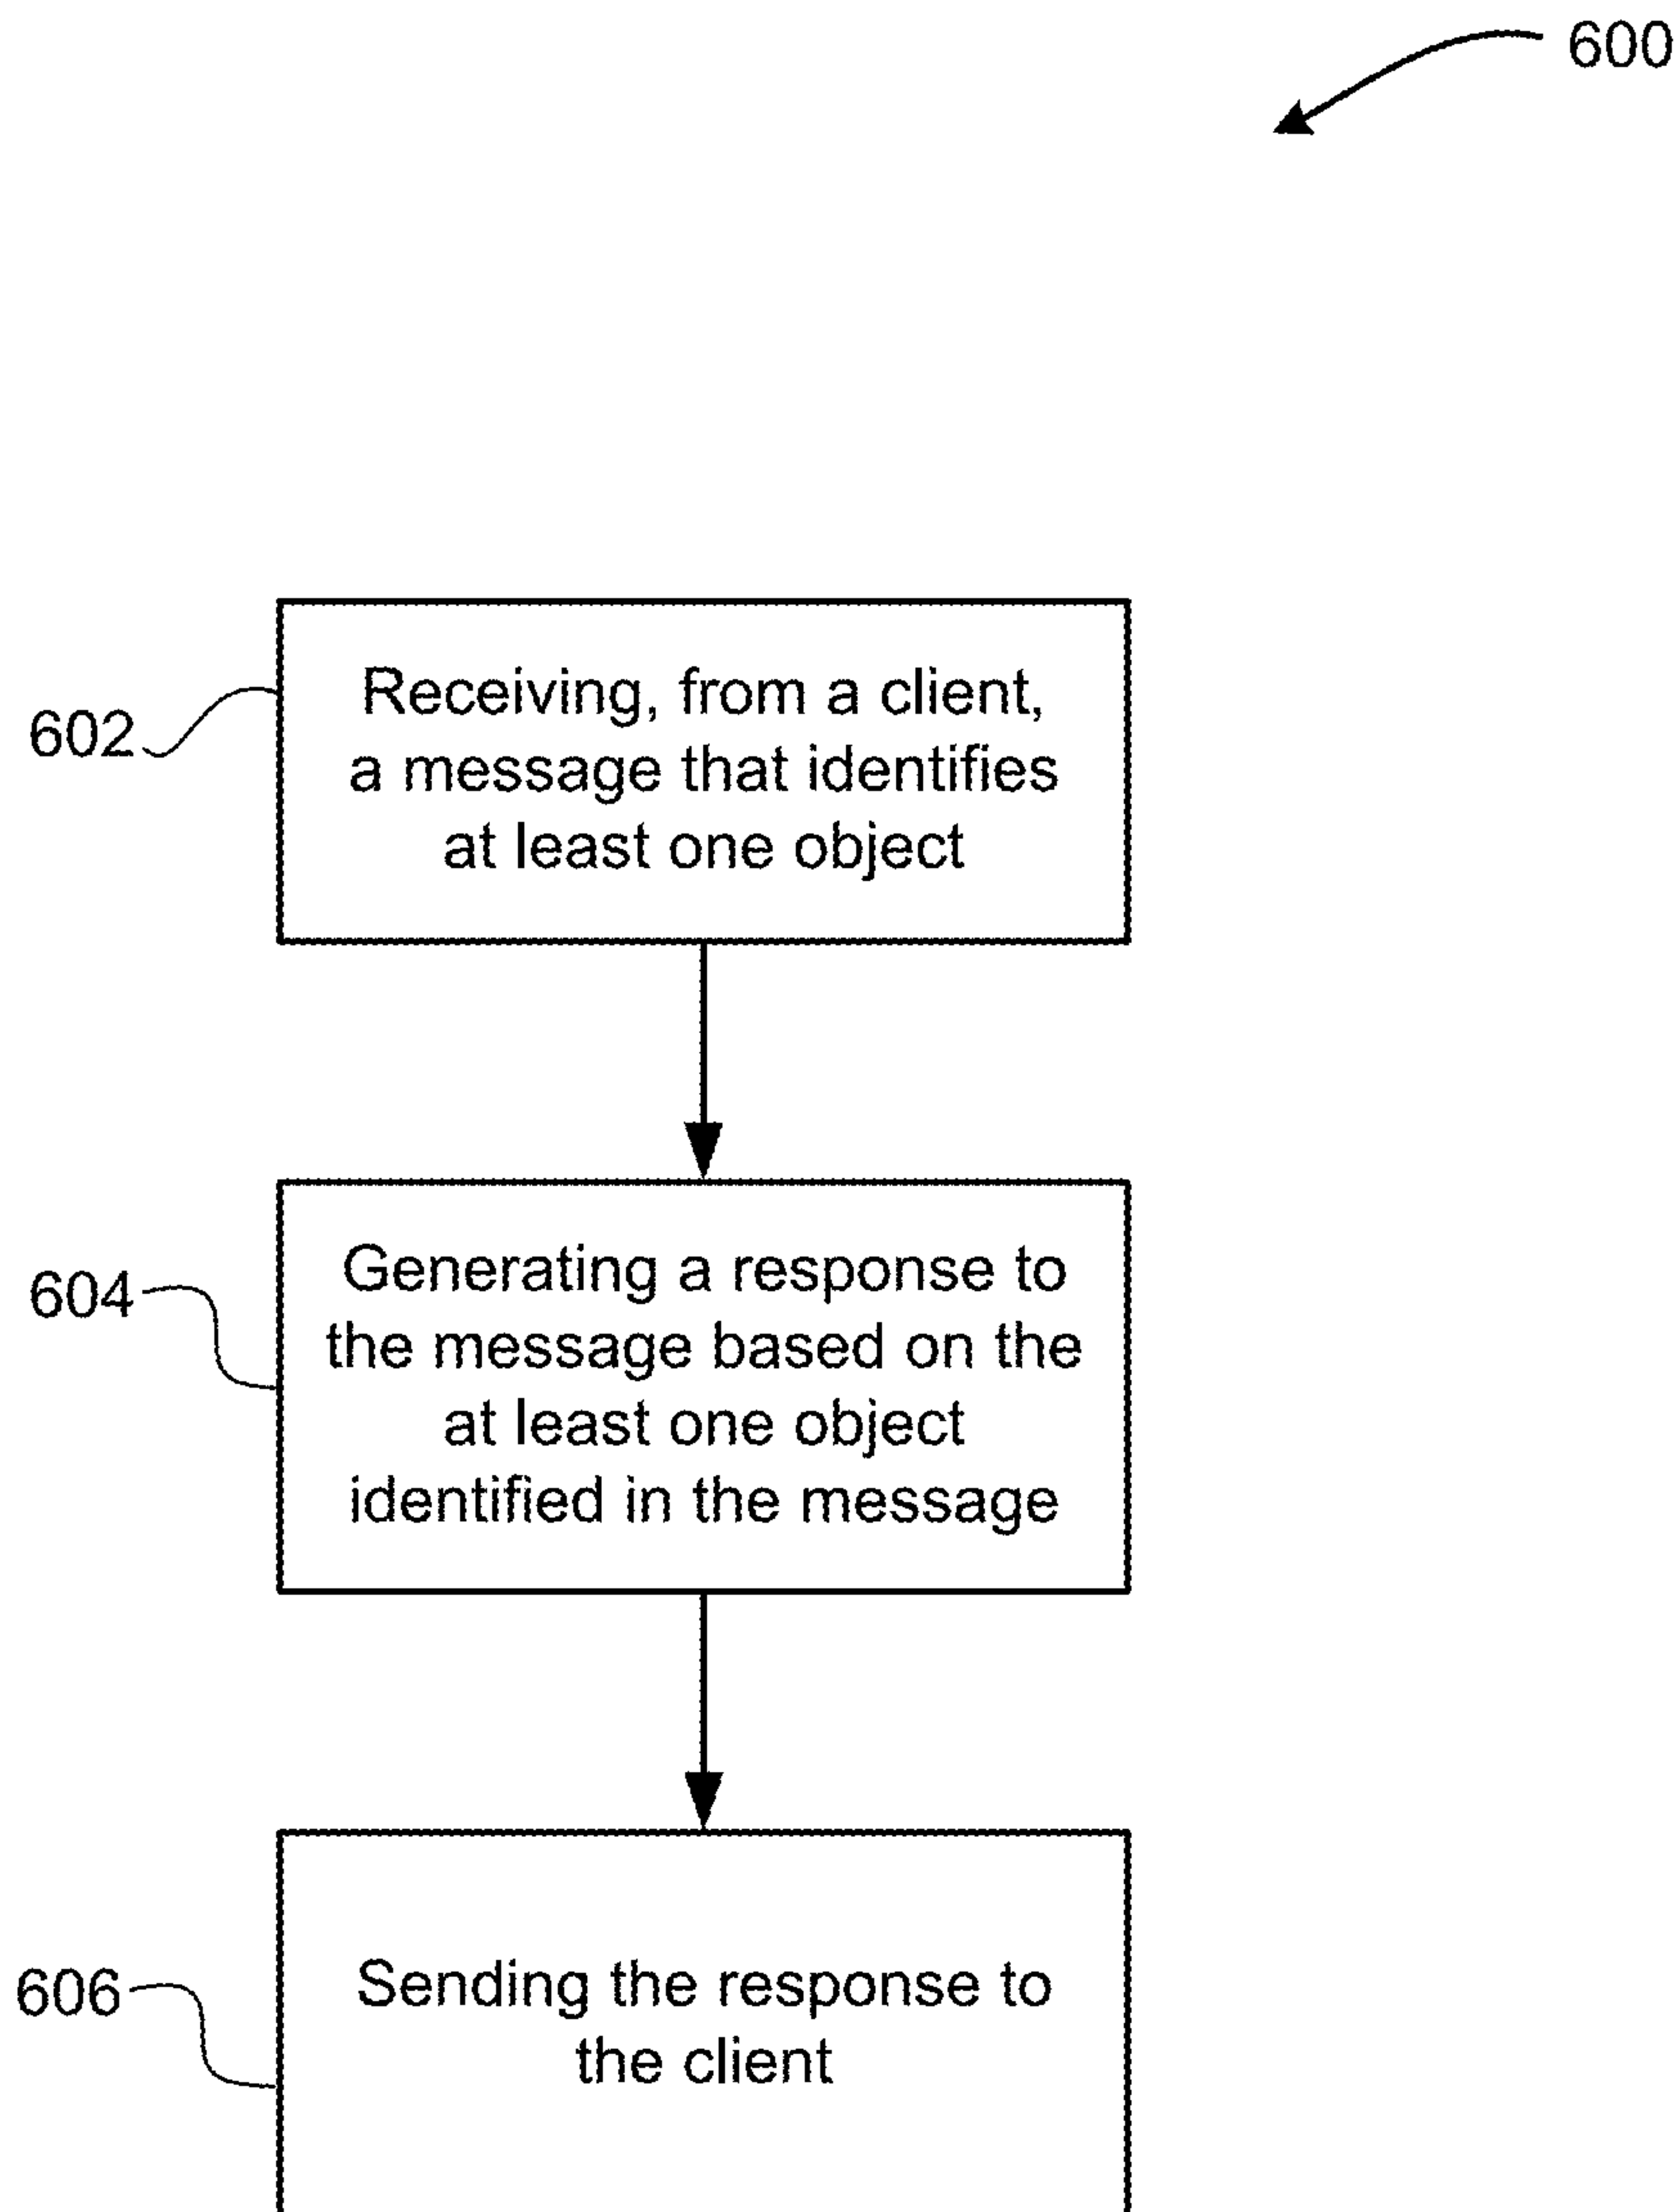 600
602
Receiving, from a client,
a message that identifies
at least one object
604
Generating a response to
the message based on the
at least one object
identified in the message
606
Sending the response to
the client